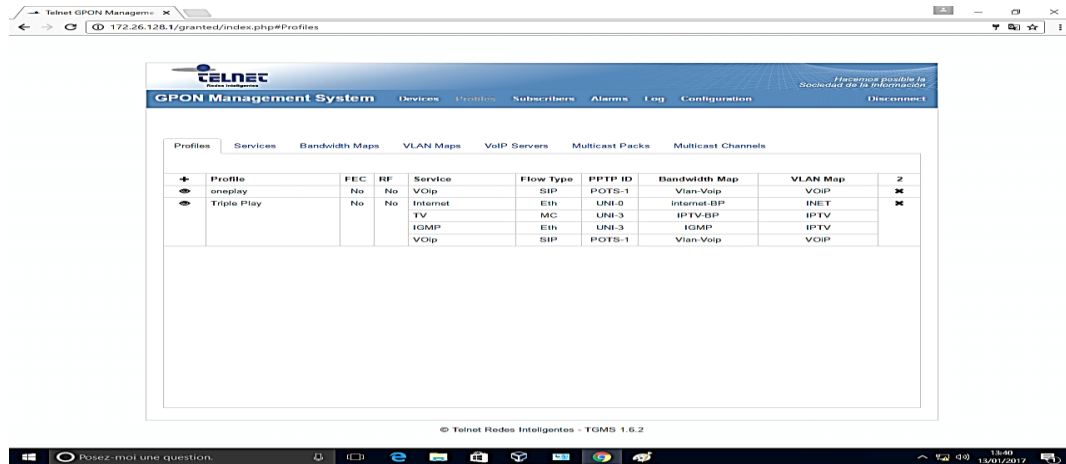 Telnet GPON Manageme
172.26.128.1/granted/index.php#Profiles
TELNET
Redes Inteligentes
Hacemos posible la
Sociedad de la Información
GPON Management System Devices Profiles Subscribers Alarms Log Configuration Disconnect
Profiles Services Bandwidth Maps VLAN Maps VoIP Servers Multicast Packs Multicast Channels
+ Profile FEC RF Service Flow Type PPTP ID Bandwidth Map VLAN Map 2
oneplay No No VOip SIP POTS-1 Vlan-Voip VOIP
Triple Play No No Internet Eth UNI-0 internet-BP INET
TV MC UNI-3 IPTV-BP IPTV
IGMP Eth UNI-3 IGMP IPTV
VOip SIP POTS-1 Vlan-Voip VOIP
© Telnet Redes Inteligentes - TGMS 1.6.2
Posez-moi une question.
13:40
13/01/2017